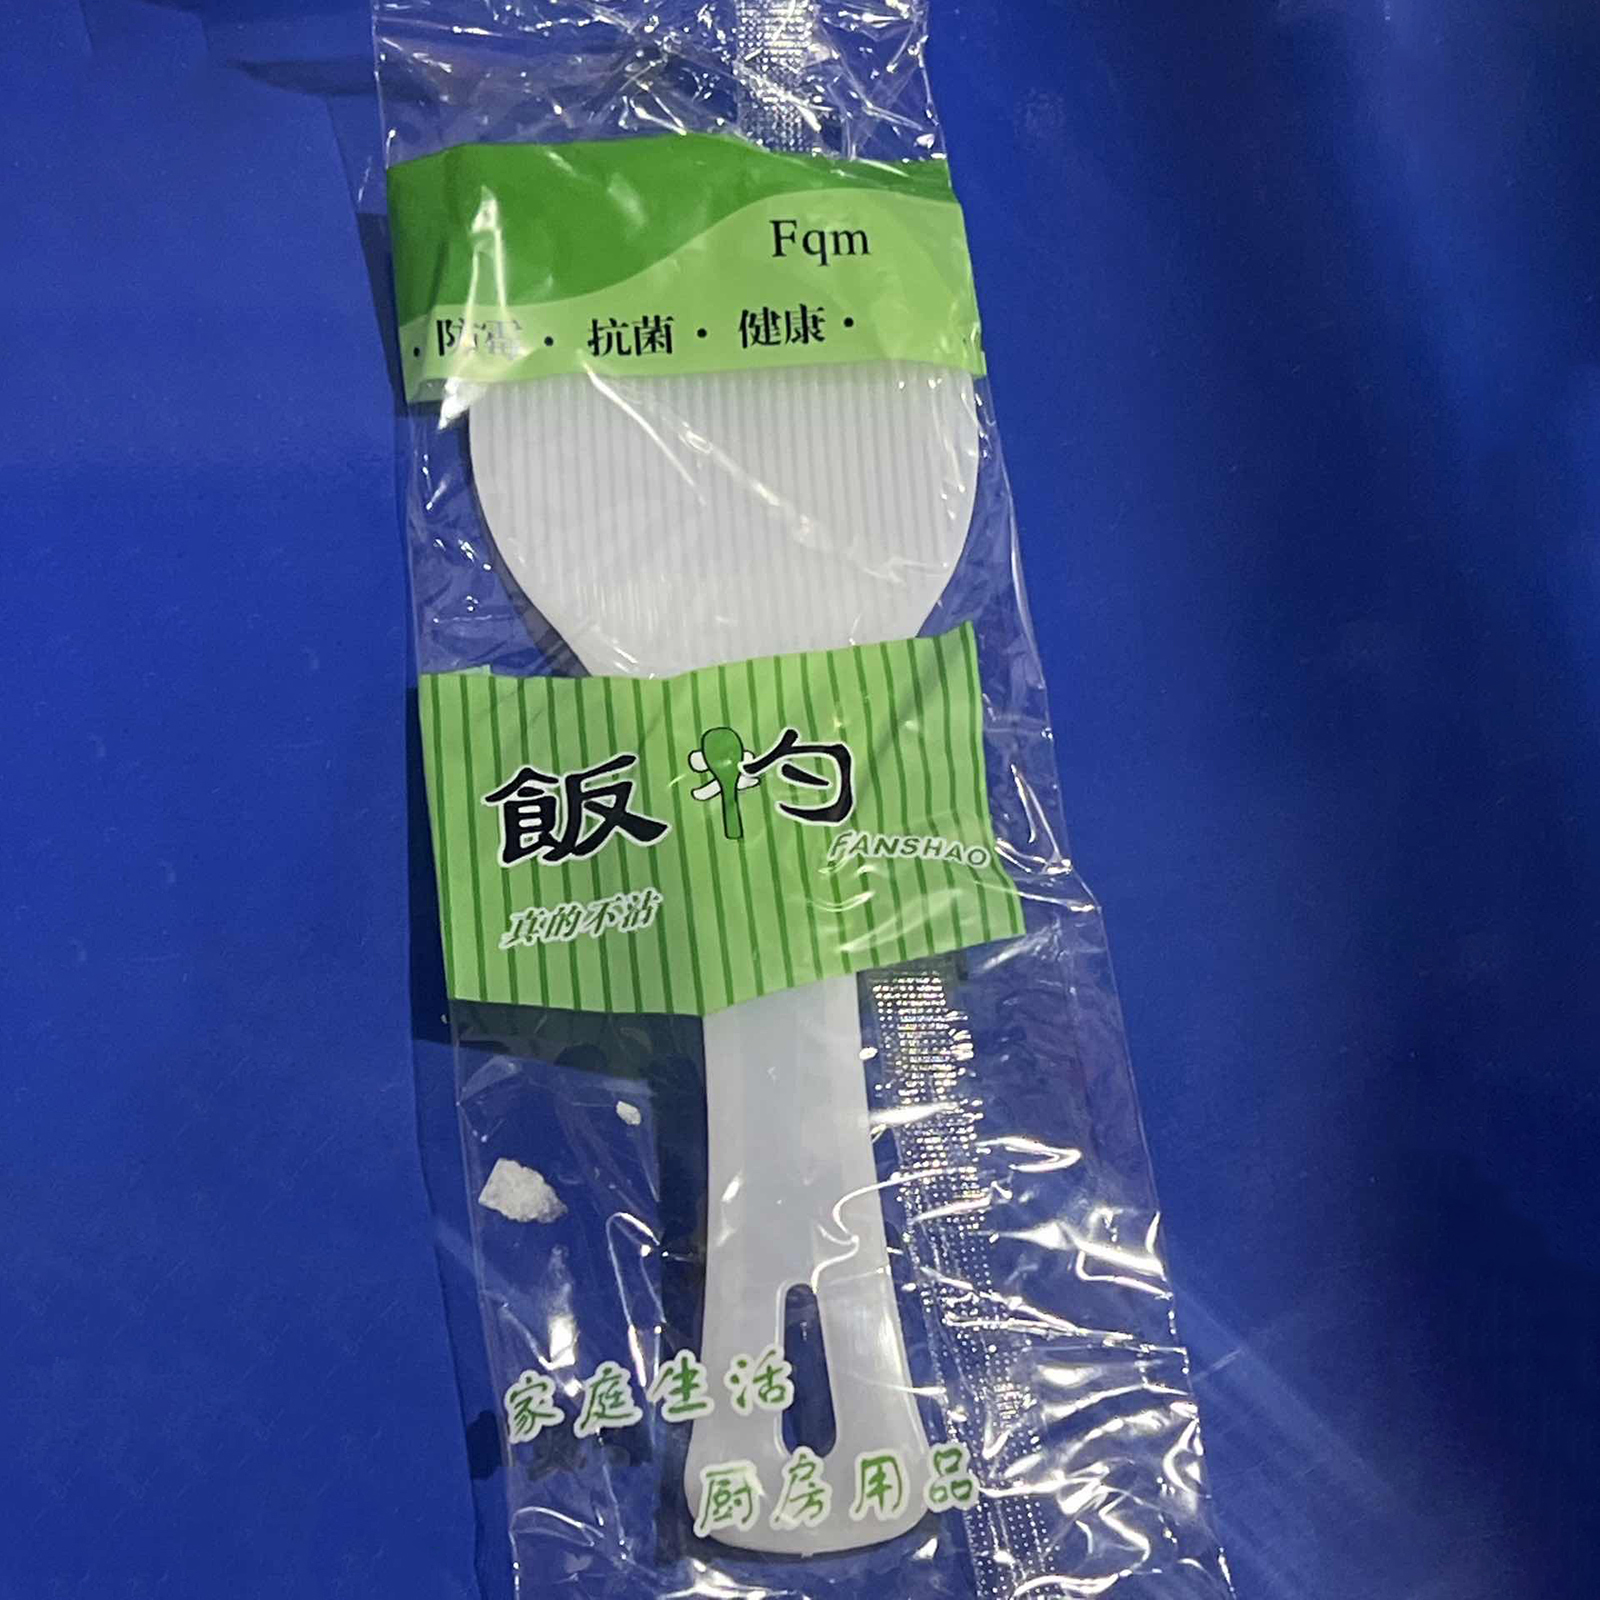 Fqm
·防霉·抗菌·健康·
飯勺
FANSHAO
真的不沾
家庭生活
厨房用品